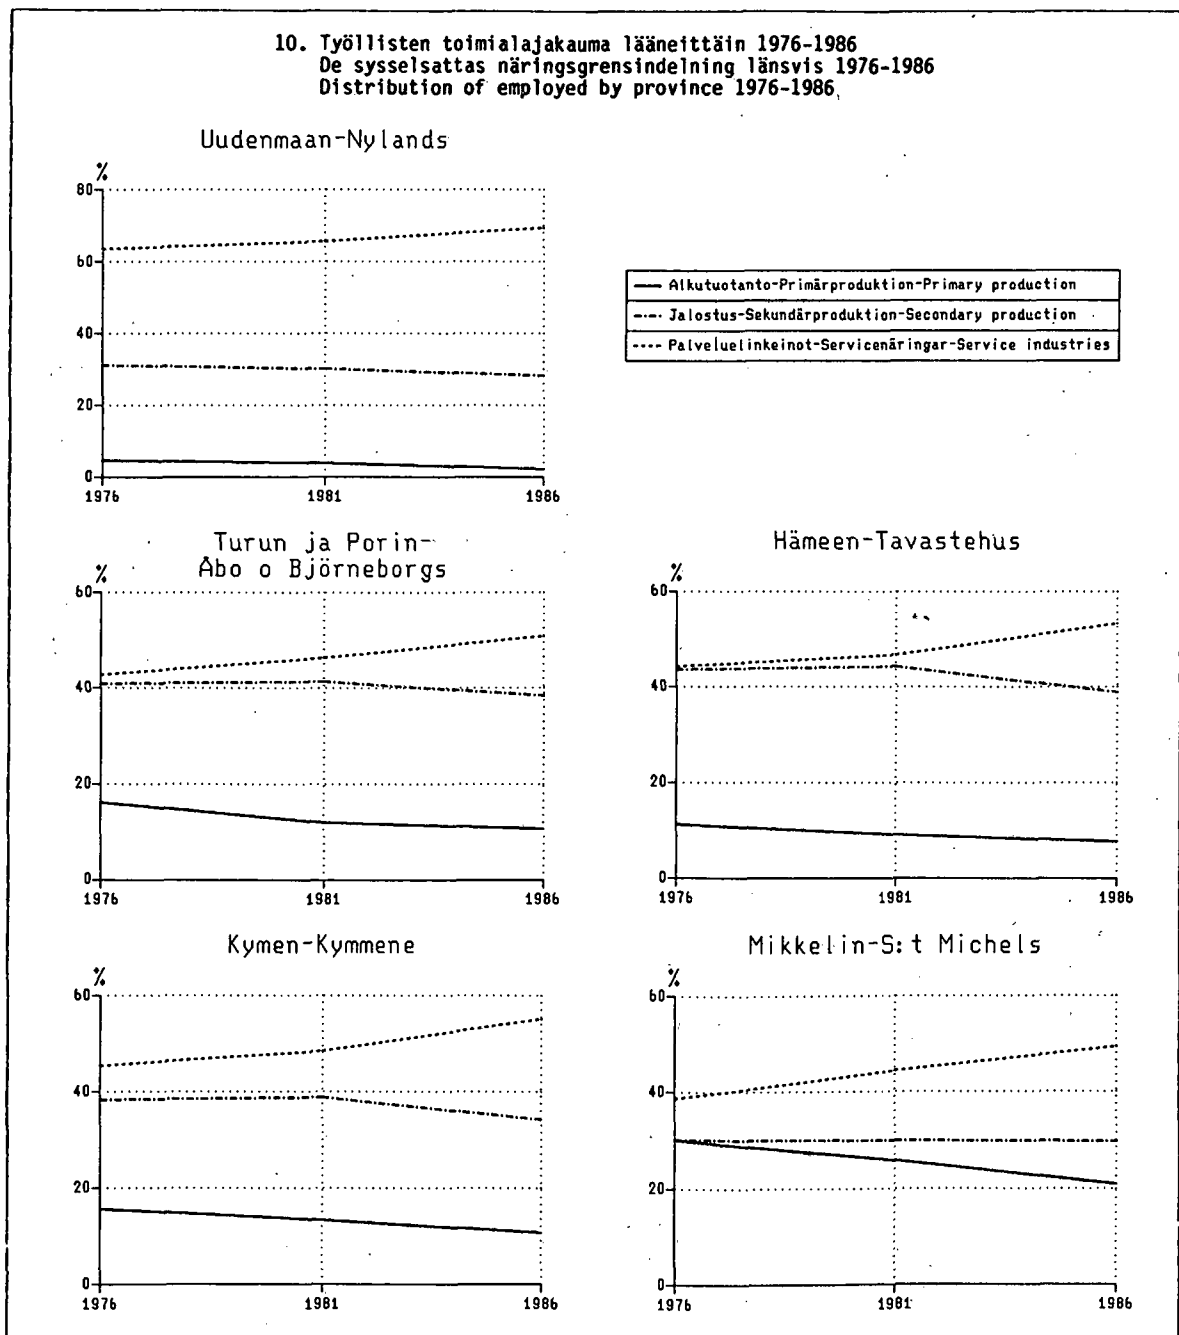 10. Työllisten toimialajakauma lääneittäin 1976-1986
De sysselsattas näringsgrensindelning länsvis 1976-1986
Distribution of employed by province 1976-1986
Uudenmaan-Nylands
%
80
60
40
20
0
1976 1981 1986
Alkutuotanto-Primärproduktion-Primary production
Jalostus-Sekundärproduktion-Secondary production
Palveluelinkeinot-Servicenäringar-Service industries
Turun ja Porin-
Åbo o Björneborgs
%
60
40
20
0
1976 1981 1986
Hämeen-Tavastehus
%
60
40
20
0
1976 1981 1986
Kymen-Kymmene
%
60
40
20
0
1976 1981 1986
Mikkelin-S:t Michels
%
60
40
20
0
1976 1981 1986